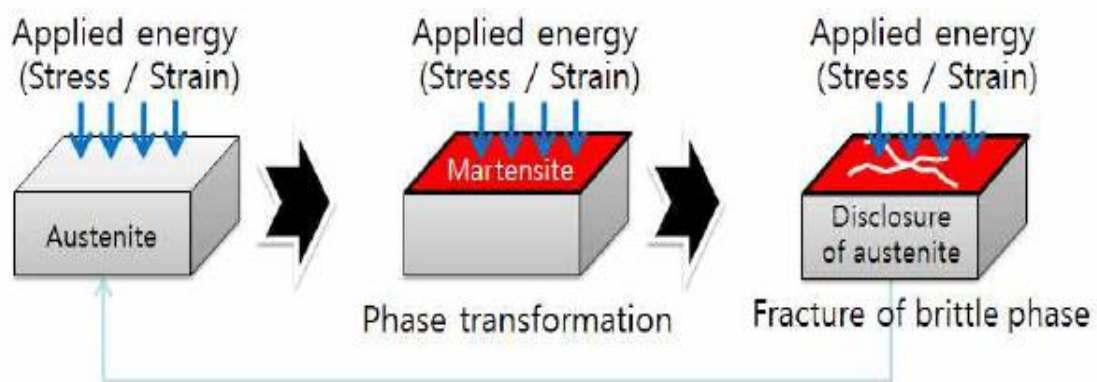 Applied energy
(Stress / Strain)
Applied energy
(Stress / Strain)
Applied energy
(Stress / Strain)
Austenite
Martensite
Disclosure
of austenite
Phase transformation
Fracture of brittle phase